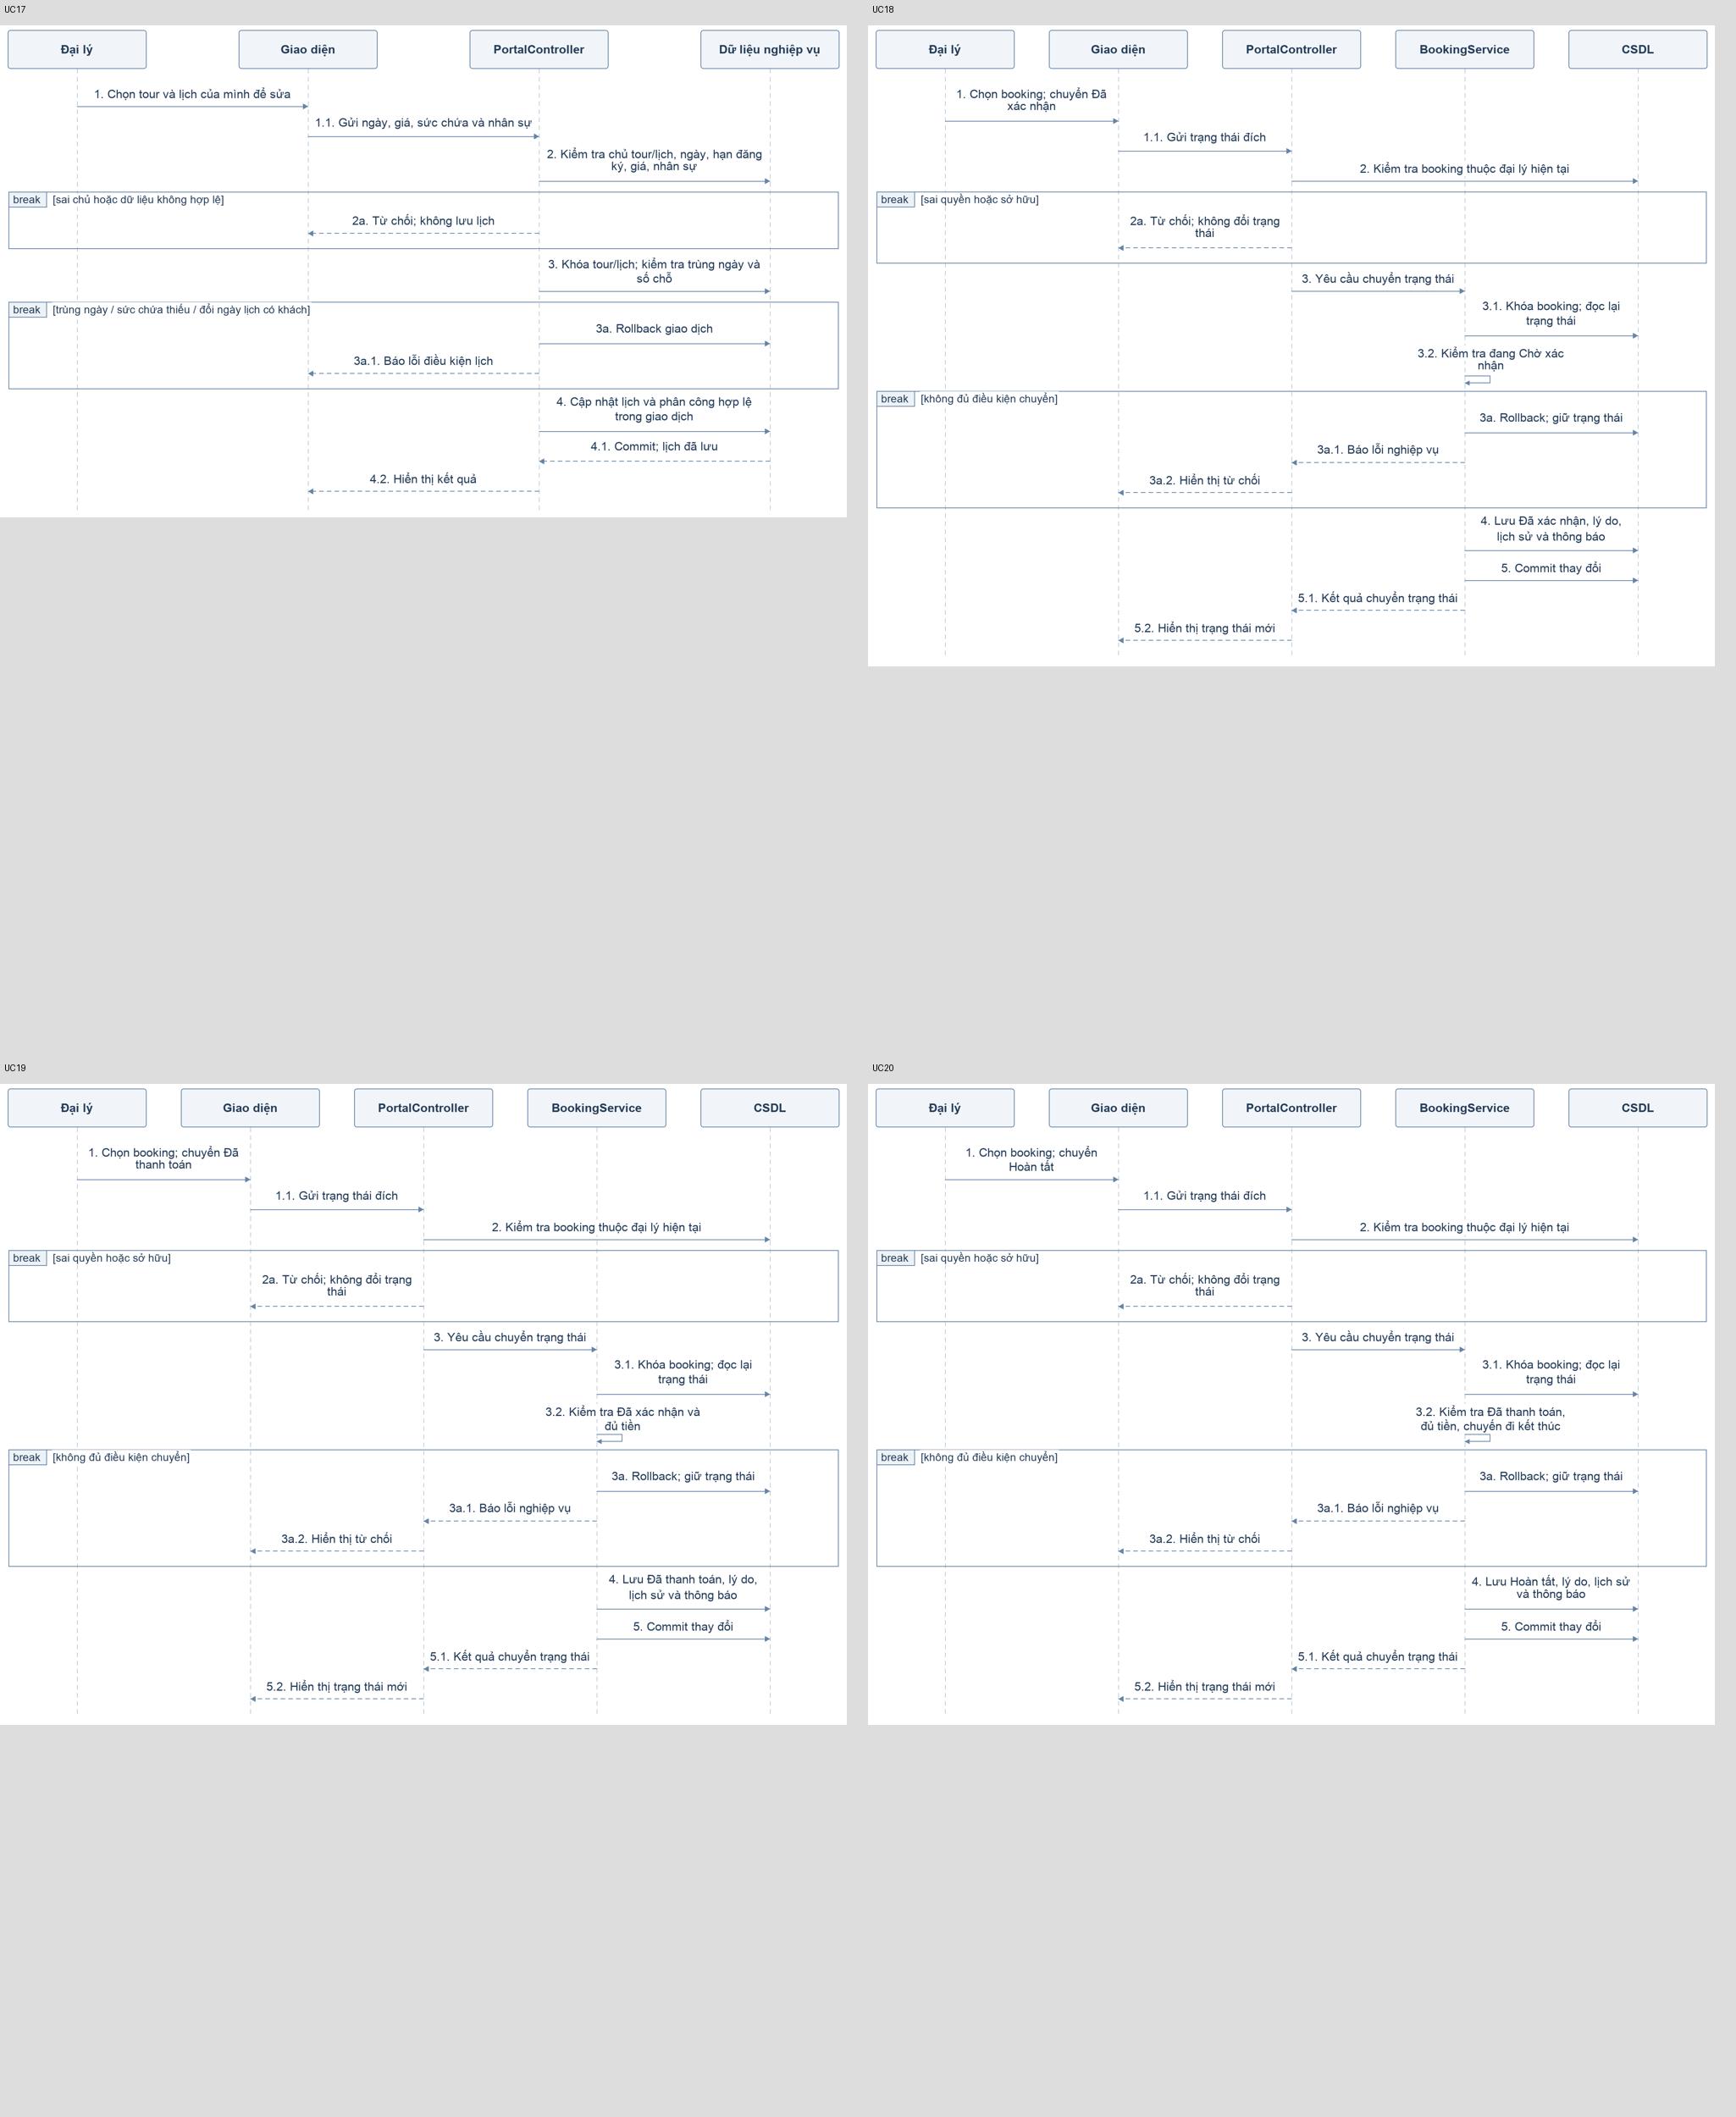 UC17
Đại lý
Giao diện
PortalController
Dữ liệu nghiệp vụ
1. Chọn tour và lịch của mình để sửa
1.1. Gửi ngày, giá, sức chứa và nhân sự
2. Kiểm tra chủ tour/lịch, ngày, hạn đăng
ký, giá, nhân sự
break [sai chủ hoặc dữ liệu không hợp lệ]
2a. Từ chối; không lưu lịch
3. Khóa tour/lịch; kiểm tra trùng ngày và
số chỗ
break [trùng ngày / sức chứa thiếu / đổi ngày lịch có khách]
3a. Rollback giao dịch
3a.1. Báo lỗi điều kiện lịch
4. Cập nhật lịch và phân công hợp lệ
trong giao dịch
4.1. Commit; lịch đã lưu
4.2. Hiển thị kết quả
UC18
Đại lý
Giao diện
PortalController
BookingService
CSDL
1. Chọn booking; chuyển Đã
xác nhận
1.1. Gửi trạng thái đích
2. Kiểm tra booking thuộc đại lý hiện tại
break [sai quyền hoặc sở hữu]
2a. Từ chối; không đổi trạng
thái
3. Yêu cầu chuyển trạng thái
3.1. Khóa booking; đọc lại
trạng thái
3.2. Kiểm tra đang Chờ xác
nhận
break [không đủ điều kiện chuyển]
3a. Rollback; giữ trạng thái
3a.1. Báo lỗi nghiệp vụ
3a.2. Hiển thị từ chối
4. Lưu Đã xác nhận, lý do,
lịch sử và thông báo
5. Commit thay đổi
5.1. Kết quả chuyển trạng thái
5.2. Hiển thị trạng thái mới
UC19
Đại lý
Giao diện
PortalController
BookingService
CSDL
1. Chọn booking; chuyển Đã
thanh toán
1.1. Gửi trạng thái đích
2. Kiểm tra booking thuộc đại lý hiện tại
break [sai quyền hoặc sở hữu]
2a. Từ chối; không đổi trạng
thái
3. Yêu cầu chuyển trạng thái
3.1. Khóa booking; đọc lại
trạng thái
3.2. Kiểm tra Đã xác nhận và
đủ tiền
break [không đủ điều kiện chuyển]
3a. Rollback; giữ trạng thái
3a.1. Báo lỗi nghiệp vụ
3a.2. Hiển thị từ chối
4. Lưu Đã thanh toán, lý do,
lịch sử và thông báo
5. Commit thay đổi
5.1. Kết quả chuyển trạng thái
5.2. Hiển thị trạng thái mới
UC20
Đại lý
Giao diện
PortalController
BookingService
CSDL
1. Chọn booking; chuyển
Hoàn tất
1.1. Gửi trạng thái đích
2. Kiểm tra booking thuộc đại lý hiện tại
break [sai quyền hoặc sở hữu]
2a. Từ chối; không đổi trạng
thái
3. Yêu cầu chuyển trạng thái
3.1. Khóa booking; đọc lại
trạng thái
3.2. Kiểm tra Đã thanh toán,
đủ tiền, chuyến đi kết thúc
break [không đủ điều kiện chuyển]
3a. Rollback; giữ trạng thái
3a.1. Báo lỗi nghiệp vụ
3a.2. Hiển thị từ chối
4. Lưu Hoàn tất, lý do, lịch sử
và thông báo
5. Commit thay đổi
5.1. Kết quả chuyển trạng thái
5.2. Hiển thị trạng thái mới